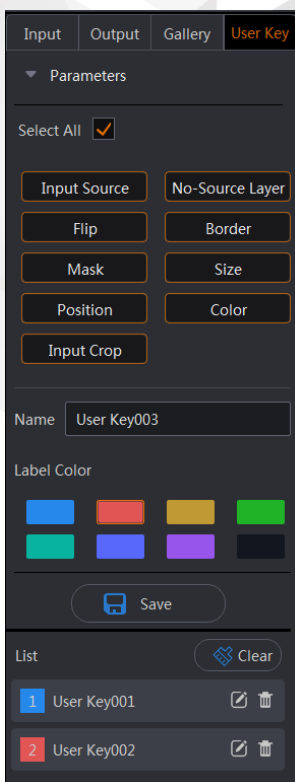 Input Output Gallery User Key
Parameters
Select All
Input Source No-Source Layer
Flip Border
Mask Size
Position Color
Input Crop
Name User Key003
Label Color
Save
List Clear
1 User Key001
2 User Key002